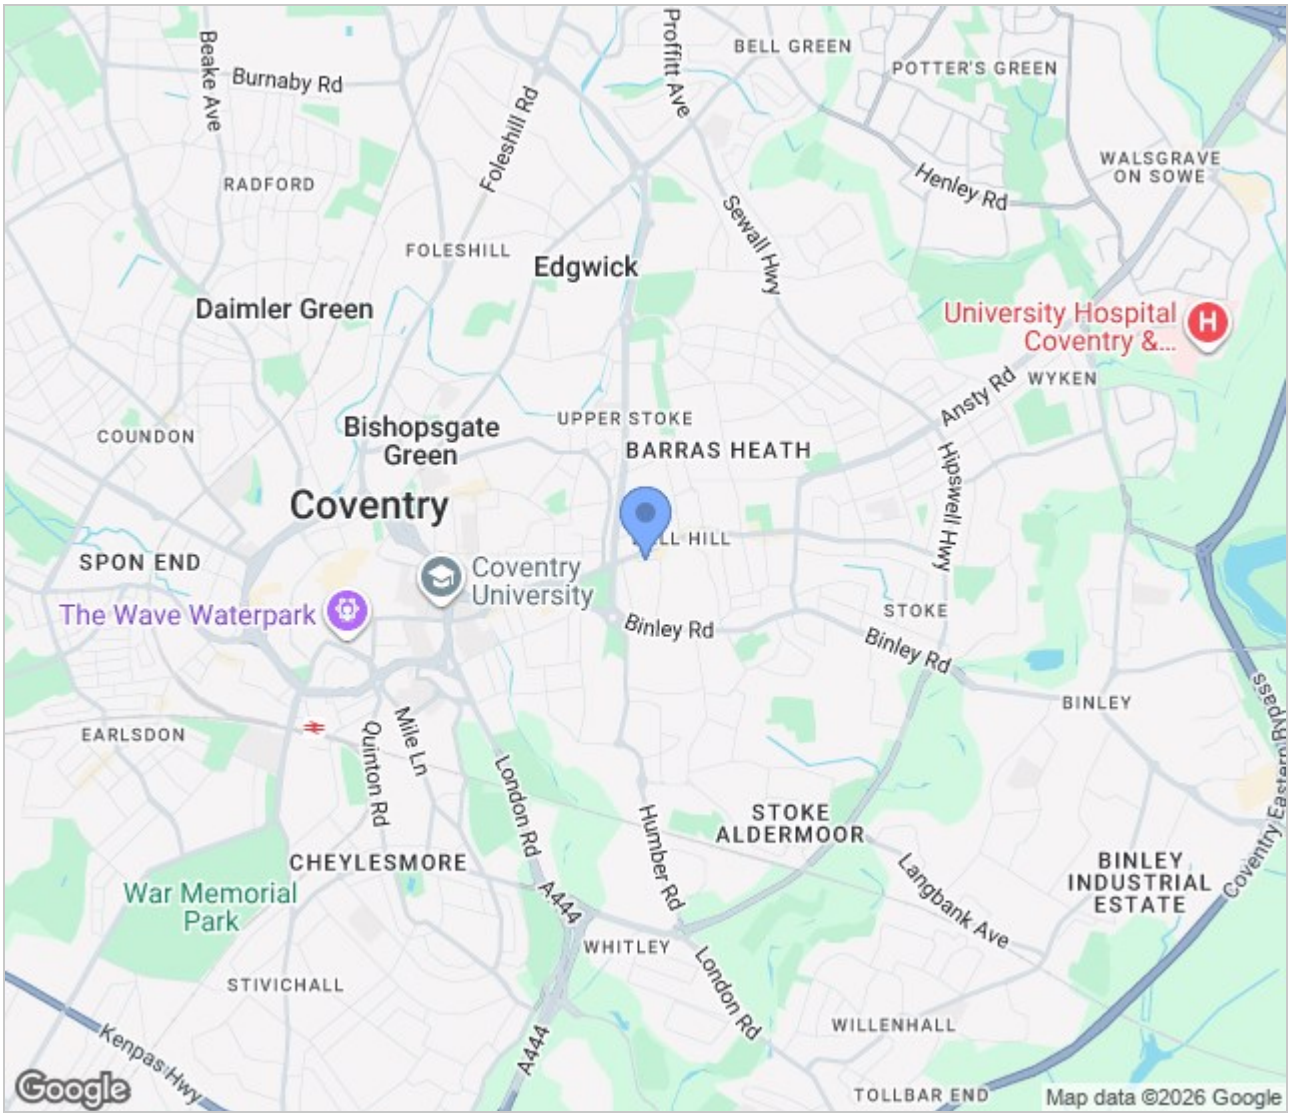 BELL GREEN
POTTER'S GREEN
Proffitt Ave
Beake Ave
Burnaby Rd
Foleshill Rd
WALSGRAVE
ON SOWE
Henley Rd
RADFORD
Sewall Hwy
FOLESHILL
Edgwick
Daimler Green
University Hospital
Coventry &...
H
WYKEN
Ansty Rd
UPPER STOKE
Bishopsgate
Green
COUNDON
BARRAS HEATH
Hipswell Hwy
Coventry
LL HILL
SPON END
Coventry
University
The Wave Waterpark
STOKE
Binley Rd
Binley Rd
BINLEY
EARLSDON
Mile Ln
Quinton Rd
London Rd
Coventry Eastern Bypass
Humber Rd
STOKE
ALDERMOOR
CHEYLESMORE
BINLEY
INDUSTRIAL
ESTATE
Langbank Ave
War Memorial
Park
A444
WHITLEY
London Rd
STIVICHALL
WILLENHALL
Kenpas Hwy
A444
TOLLBAR END
Google
Map data ©2026 Google